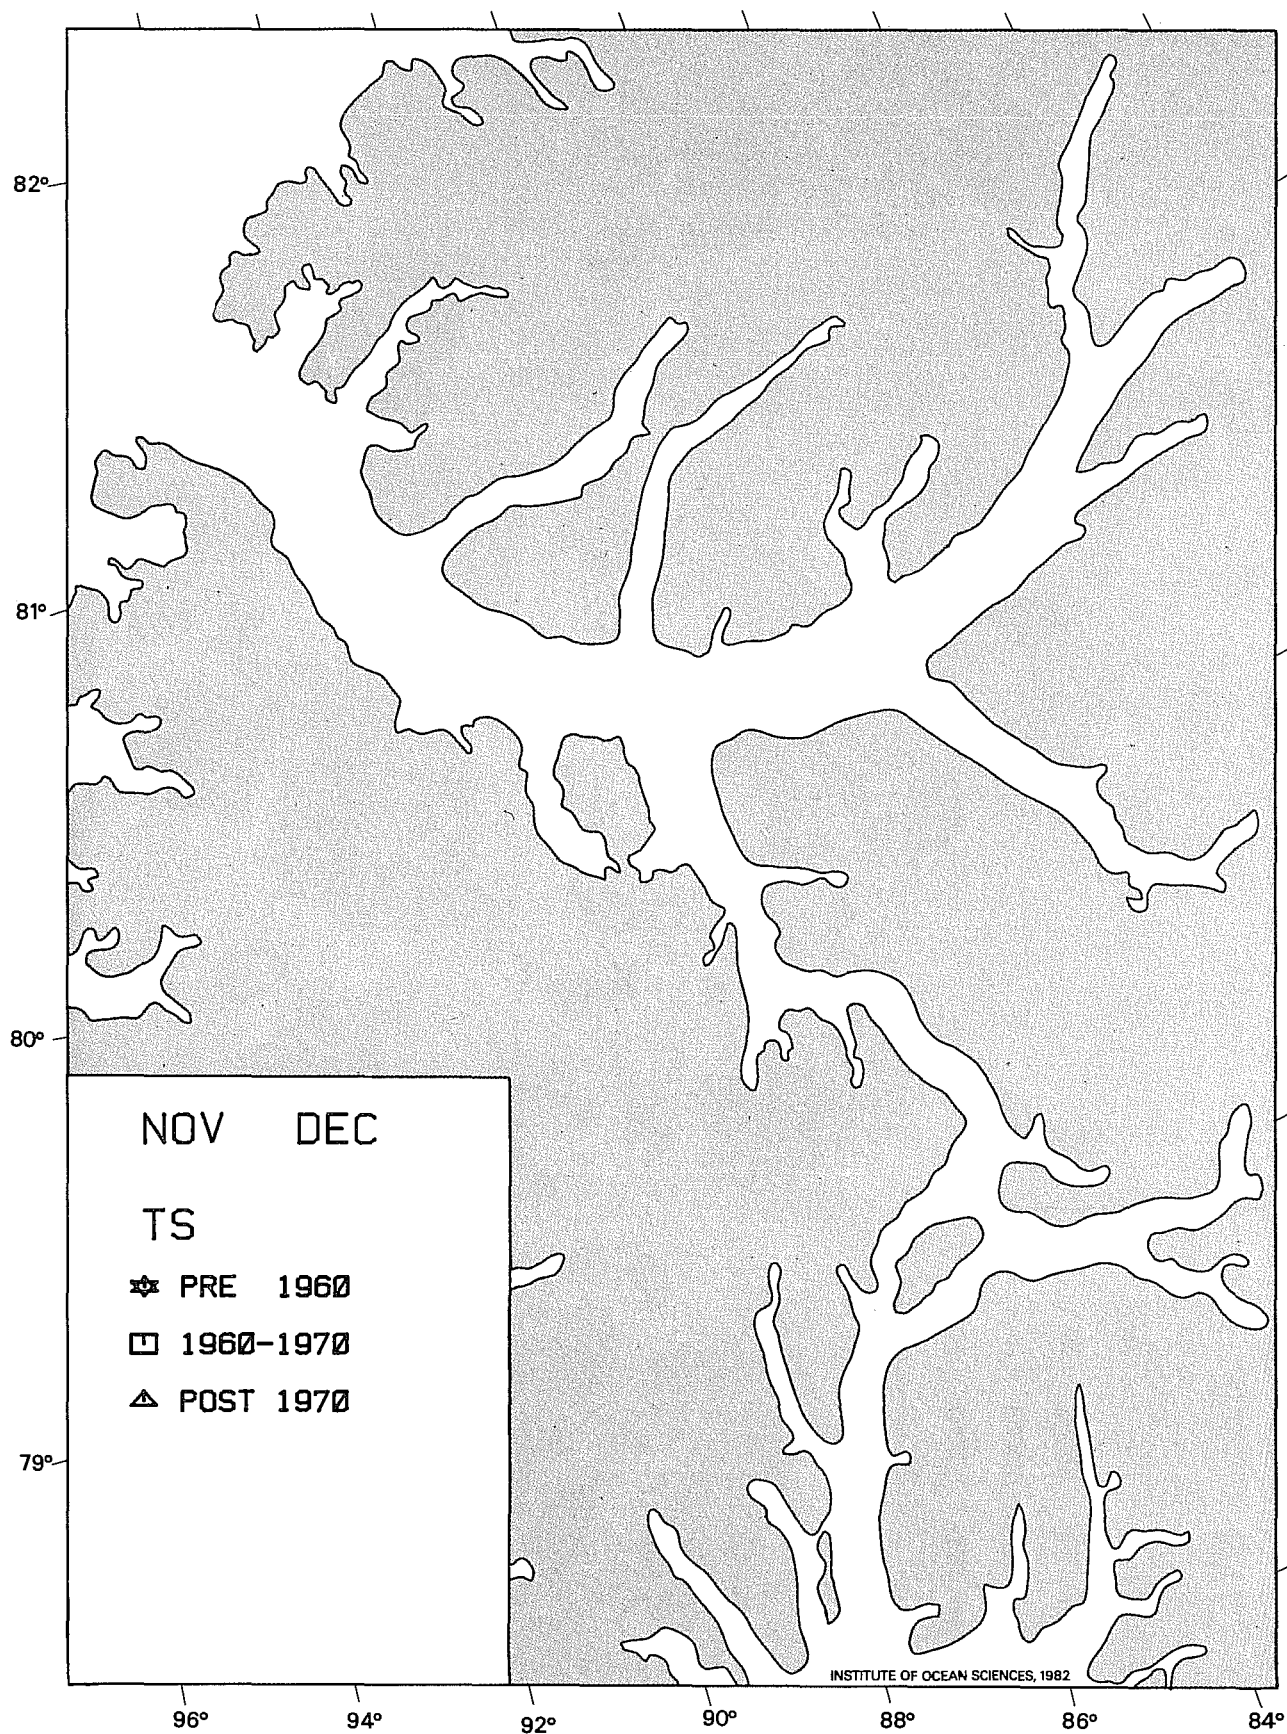 82°
81°
80°
NOV DEC
TS
PRE 1960
1960-1970
POST 1970
79°
INSTITUTE OF OCEAN SCIENCES, 1982
96° 94° 92° 90° 88° 86° 84°